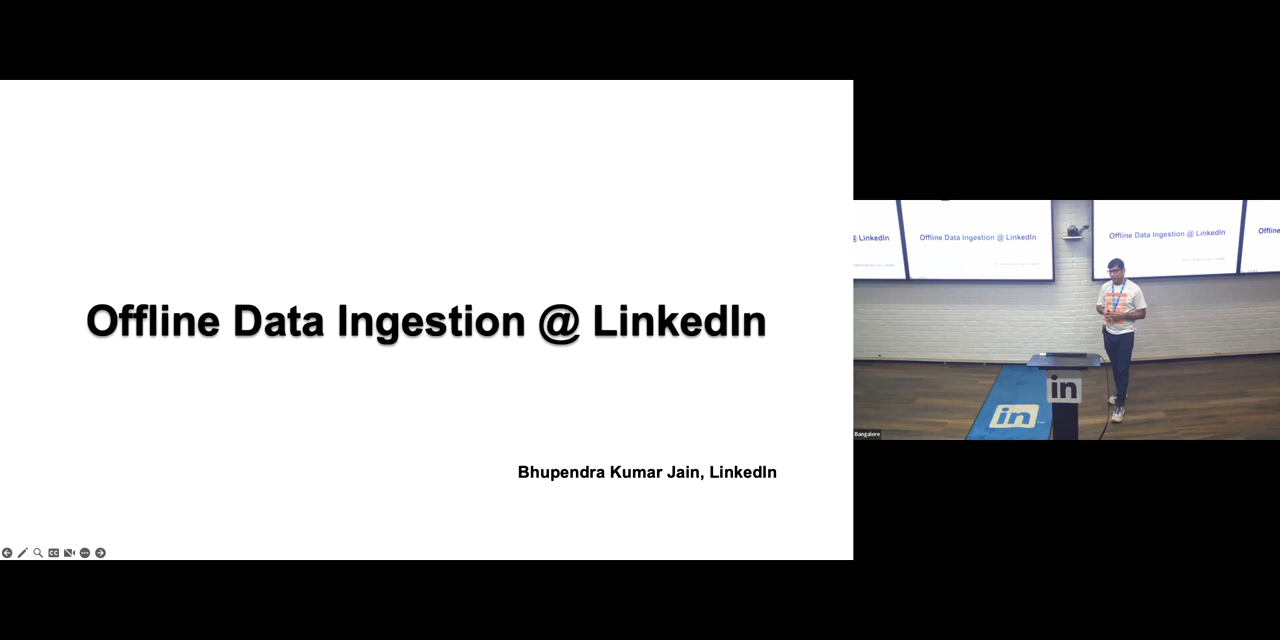 Offline Data Ingestion @ LinkedIn
Bhupendra Kumar Jain, LinkedIn
@ LinkedIn
Offline Data Ingestion @ LinkedIn
Offline Data Ingestion @ LinkedIn
Offline
in
in
Bangalore